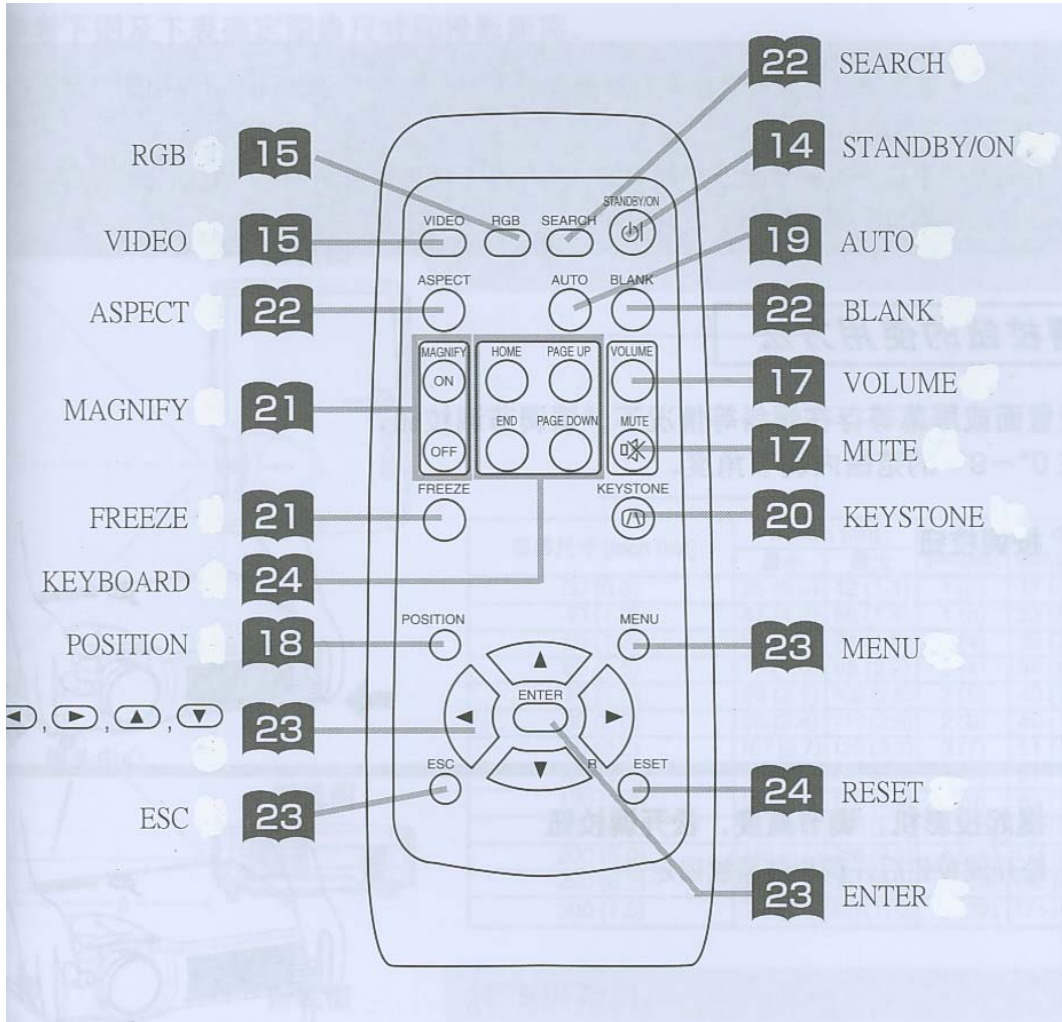 22 SEARCH
RGB 15
14 STANDBY/ON
STANDBY/ON
VIDEO RGB SEARCH
VIDEO 15
19 AUTO
ASPECT AUTO BLANK
ASPECT 22
22 BLANK
MAGNIFY HOME PAGE UP VOLUME
ON
17 VOLUME
MAGNIFY 21
END PAGE DOWN MUTE
OFF
17 MUTE
FREEZE KEYSTONE
FREEZE 21
20 KEYSTONE
KEYBOARD 24
POSITION MENU
POSITION 18
23 MENU
ENTER
◄, ►, ▲, ▼ 23
ESC R ESET
24 RESET
ESC 23
23 ENTER